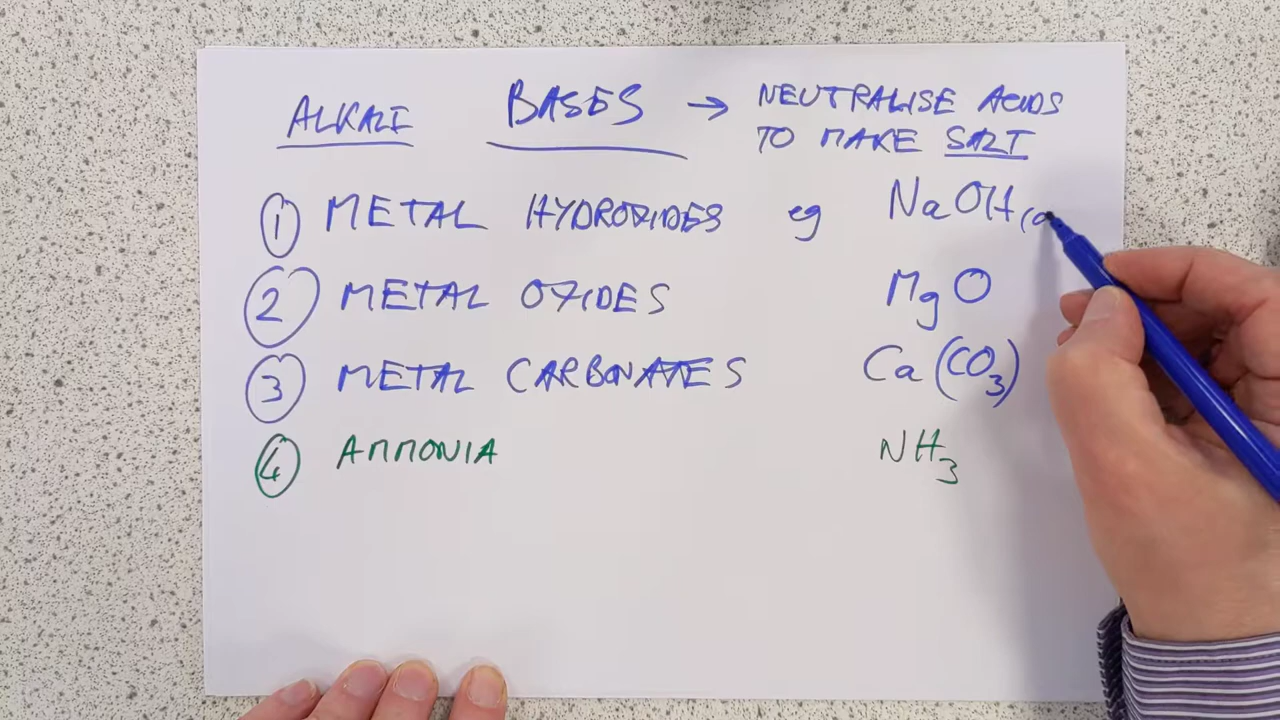 ALKALI BASES → NEUTRALISE ACIDS
TO MAKE SALT
① METAL HYDROXIDES eg NaOH(a
② METAL OXIDES MgO
③ METAL CARBONATES Ca(CO₃)
④ AMMONIA NH₃